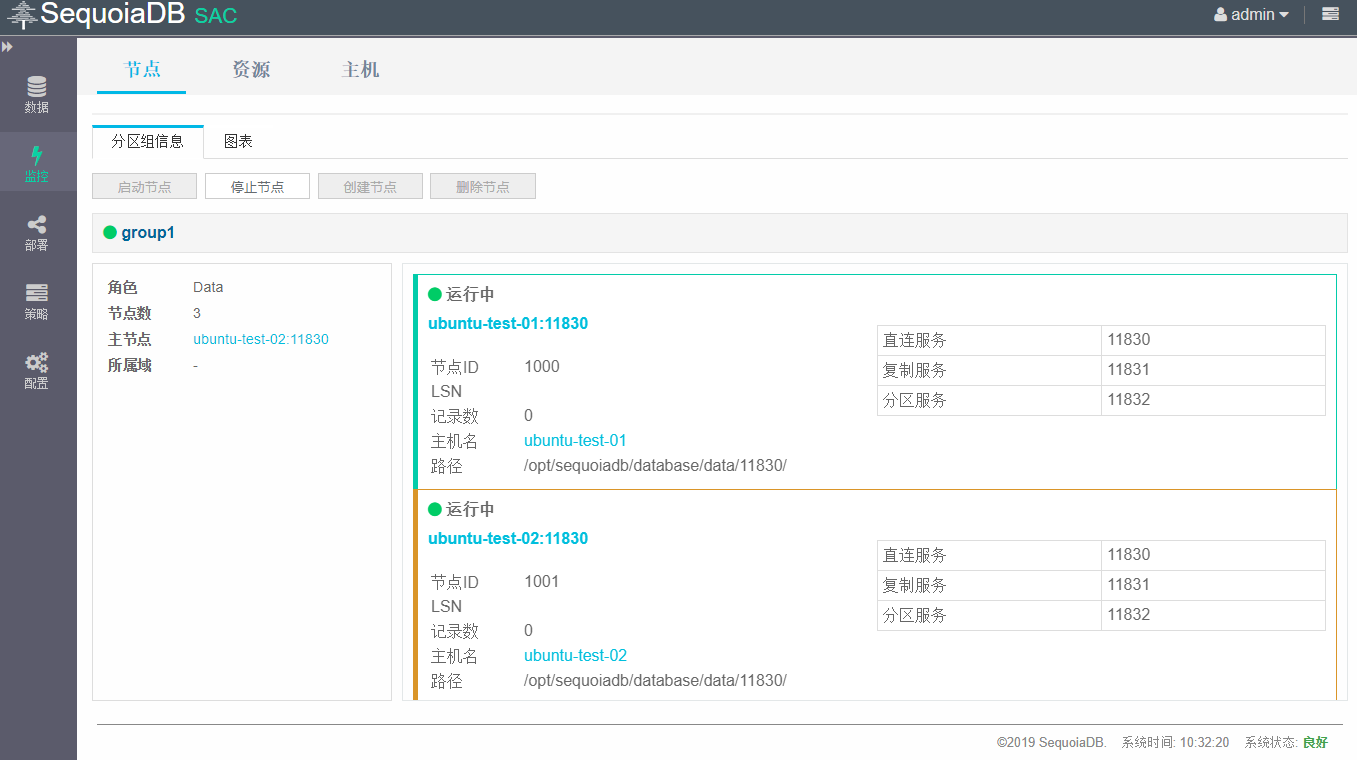 SequoiaDB SAC
admin
节点 资源 主机
数据
监控
部署
策略
配置
分区组信息 图表
启动节点 停止节点 创建节点 删除节点
group1
角色 Data
节点数 3
主节点 ubuntu-test-02:11830
所属域 -
运行中
ubuntu-test-01:11830
节点ID 1000
LSN
记录数 0
主机名 ubuntu-test-01
路径 /opt/sequoiadb/database/data/11830/
直连服务 11830
复制服务 11831
分区服务 11832
运行中
ubuntu-test-02:11830
节点ID 1001
LSN
记录数 0
主机名 ubuntu-test-02
路径 /opt/sequoiadb/database/data/11830/
直连服务 11830
复制服务 11831
分区服务 11832
©2019 SequoiaDB. 系统时间: 10:32:20 系统状态: 良好